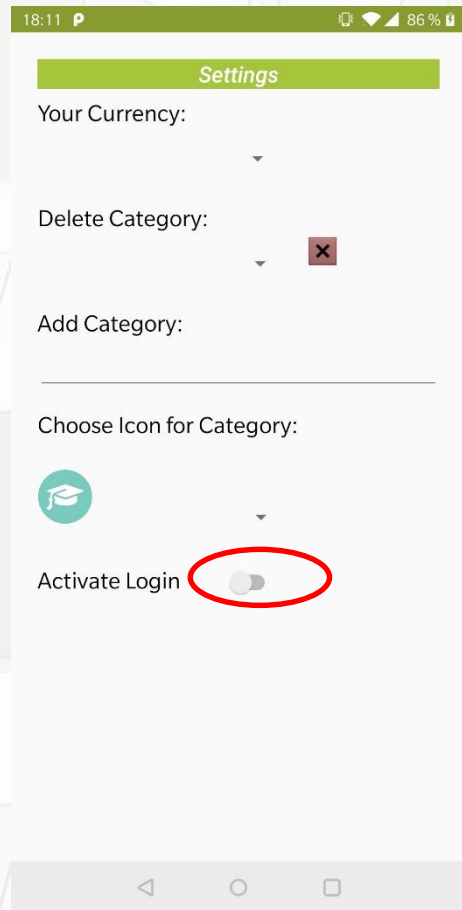 18:11 P 86 %
Settings
Your Currency:
Delete Category:
Add Category:
Choose Icon for Category:
Activate Login